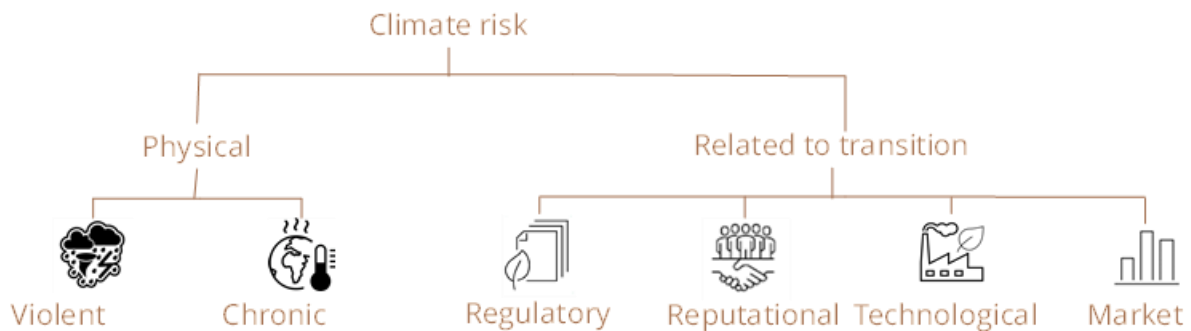 Climate risk
Physical
Related to transition
Violent
Chronic
Regulatory
Reputational
Technological
Market